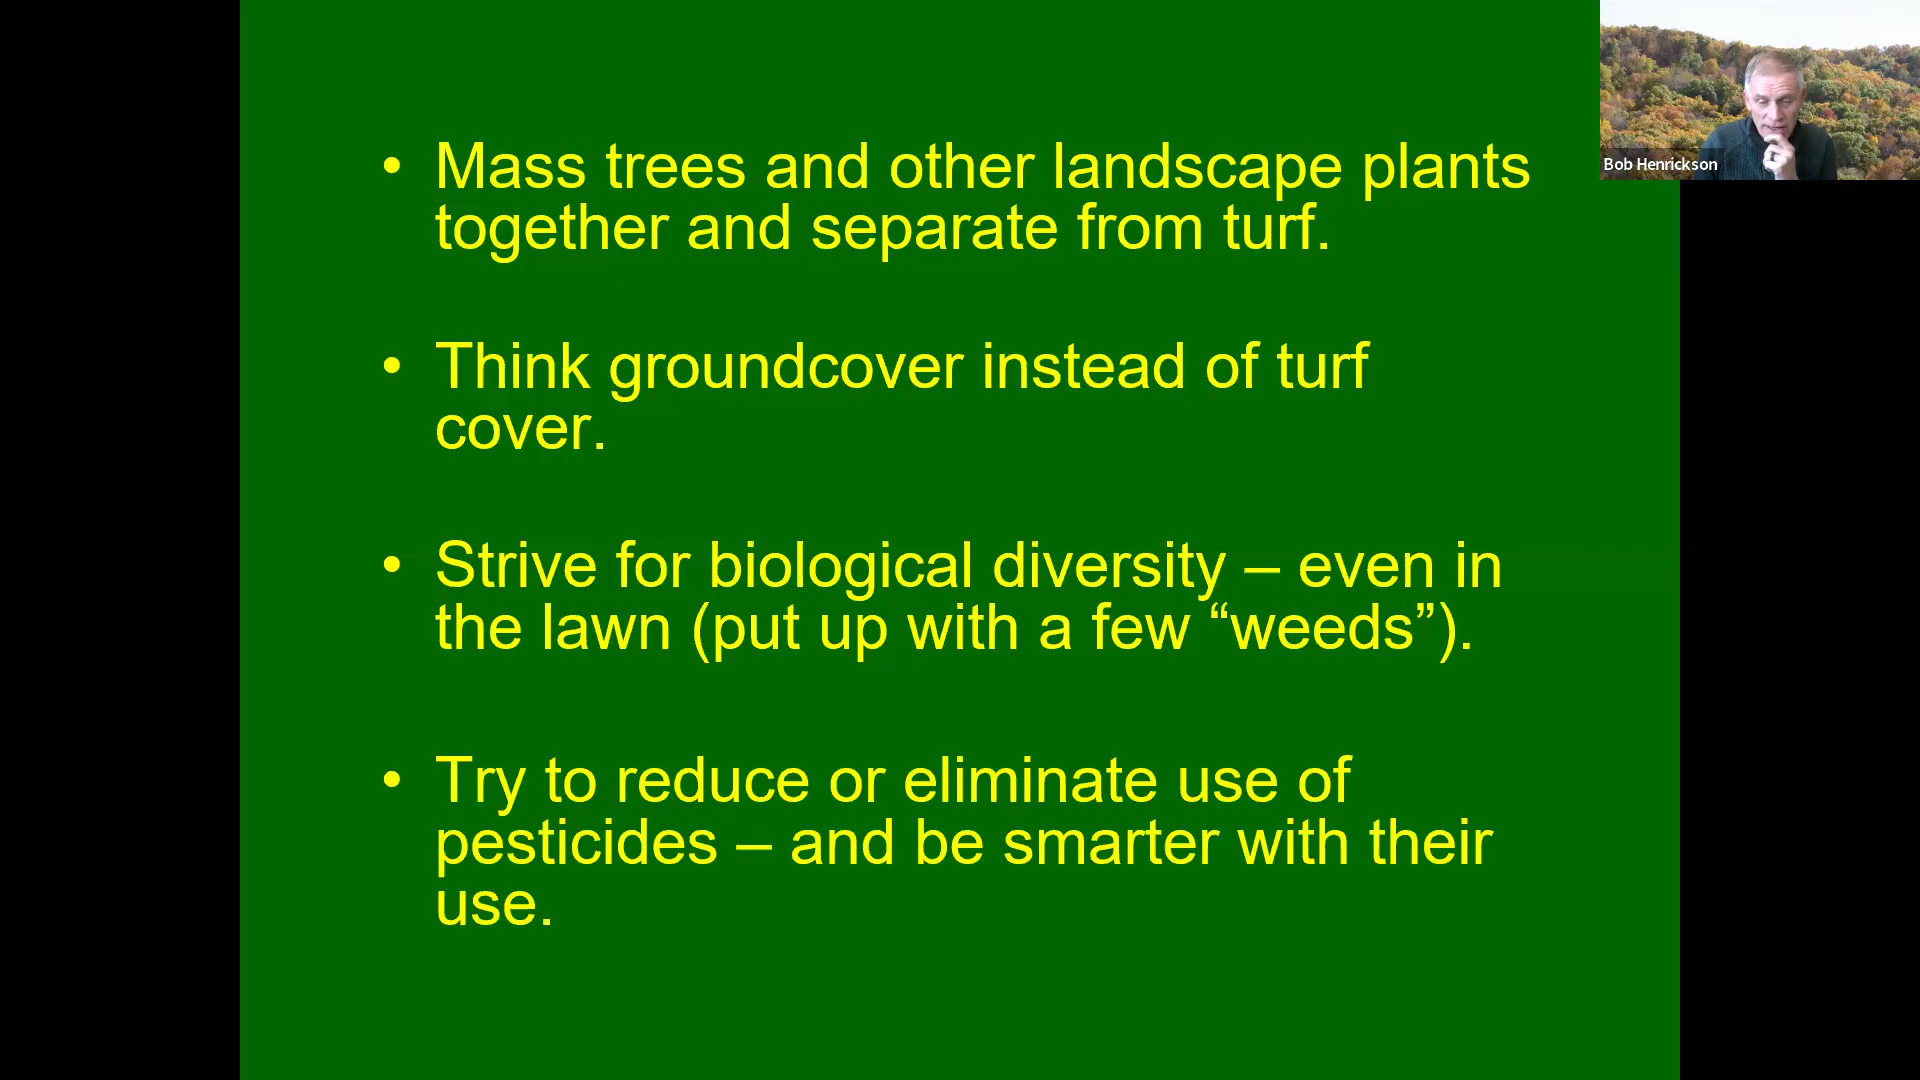 • Mass trees and other landscape plants
together and separate from turf.
• Think groundcover instead of turf
cover.
• Strive for biological diversity – even in
the lawn (put up with a few “weeds”).
• Try to reduce or eliminate use of
pesticides – and be smarter with their
use.
Bob Henrickson